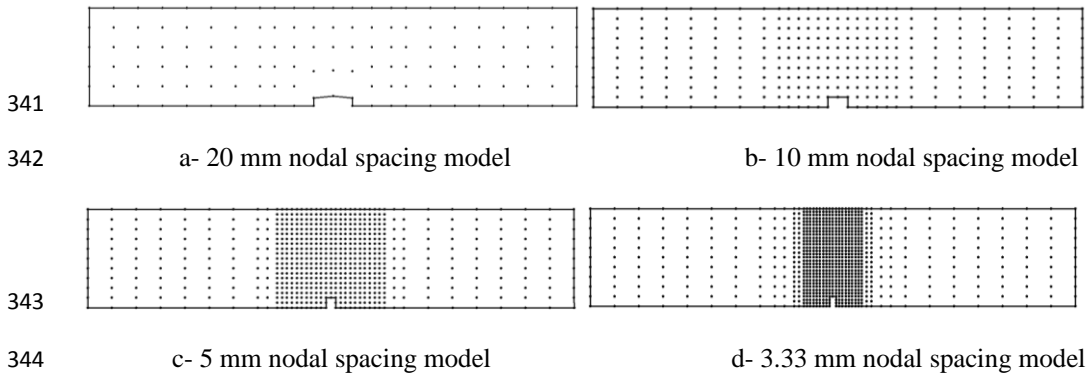 341
342 a- 20 mm nodal spacing model b- 10 mm nodal spacing model
343
344 c- 5 mm nodal spacing model d- 3.33 mm nodal spacing model